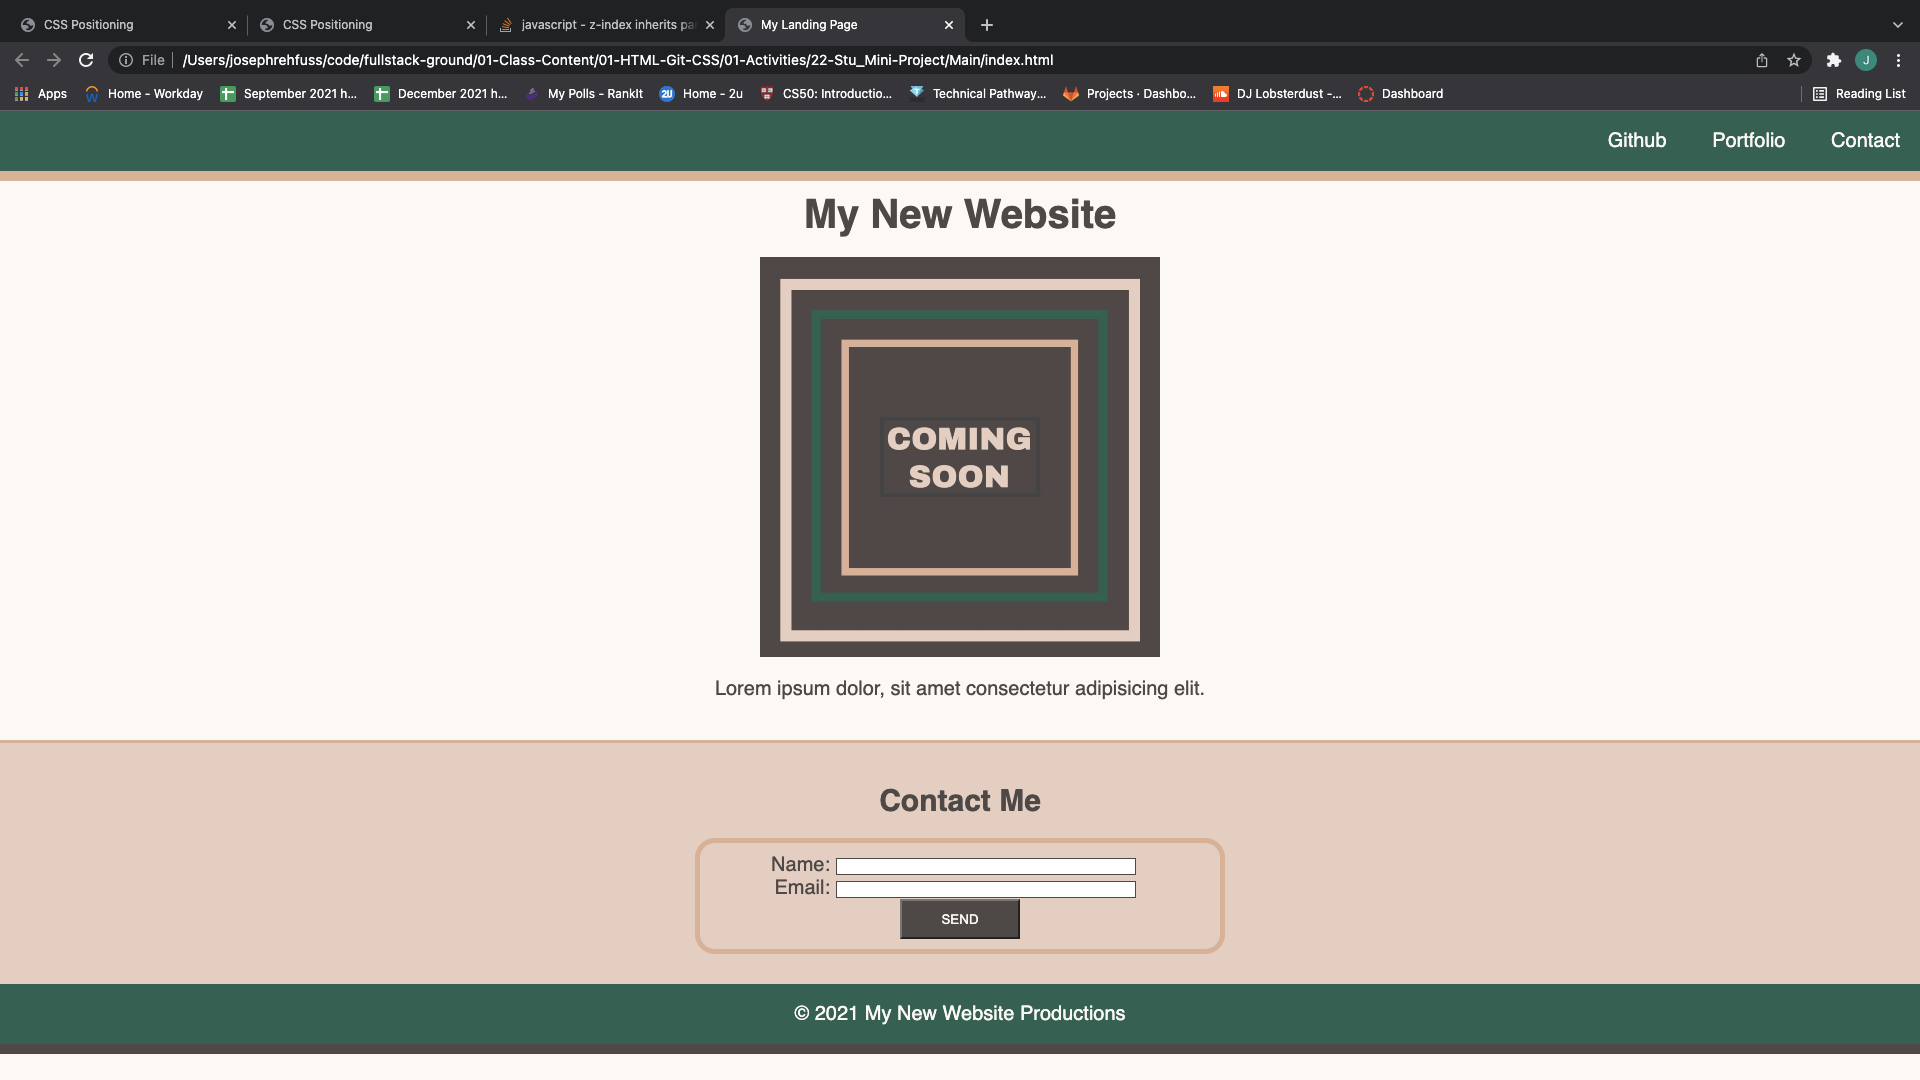 CSS Positioning
CSS Positioning
javascript - z-index inherits pa
My Landing Page
File
/Users/josephrehfuss/code/fullstack-ground/01-Class-Content/01-HTML-Git-CSS/01-Activities/22-Stu_Mini-Project/Main/index.html
J
Apps
Home - Workday
September 2021 h...
December 2021 h...
My Polls - RankIt
2U
Home - 2u
CS50: Introductio...
Technical Pathway...
Projects · Dashbo...
DJ Lobsterdust -...
Dashboard
Reading List
Github
Portfolio
Contact
My New Website
COMING
SOON
Lorem ipsum dolor, sit amet consectetur adipisicing elit.
Contact Me
Name:
Email:
SEND
© 2021 My New Website Productions